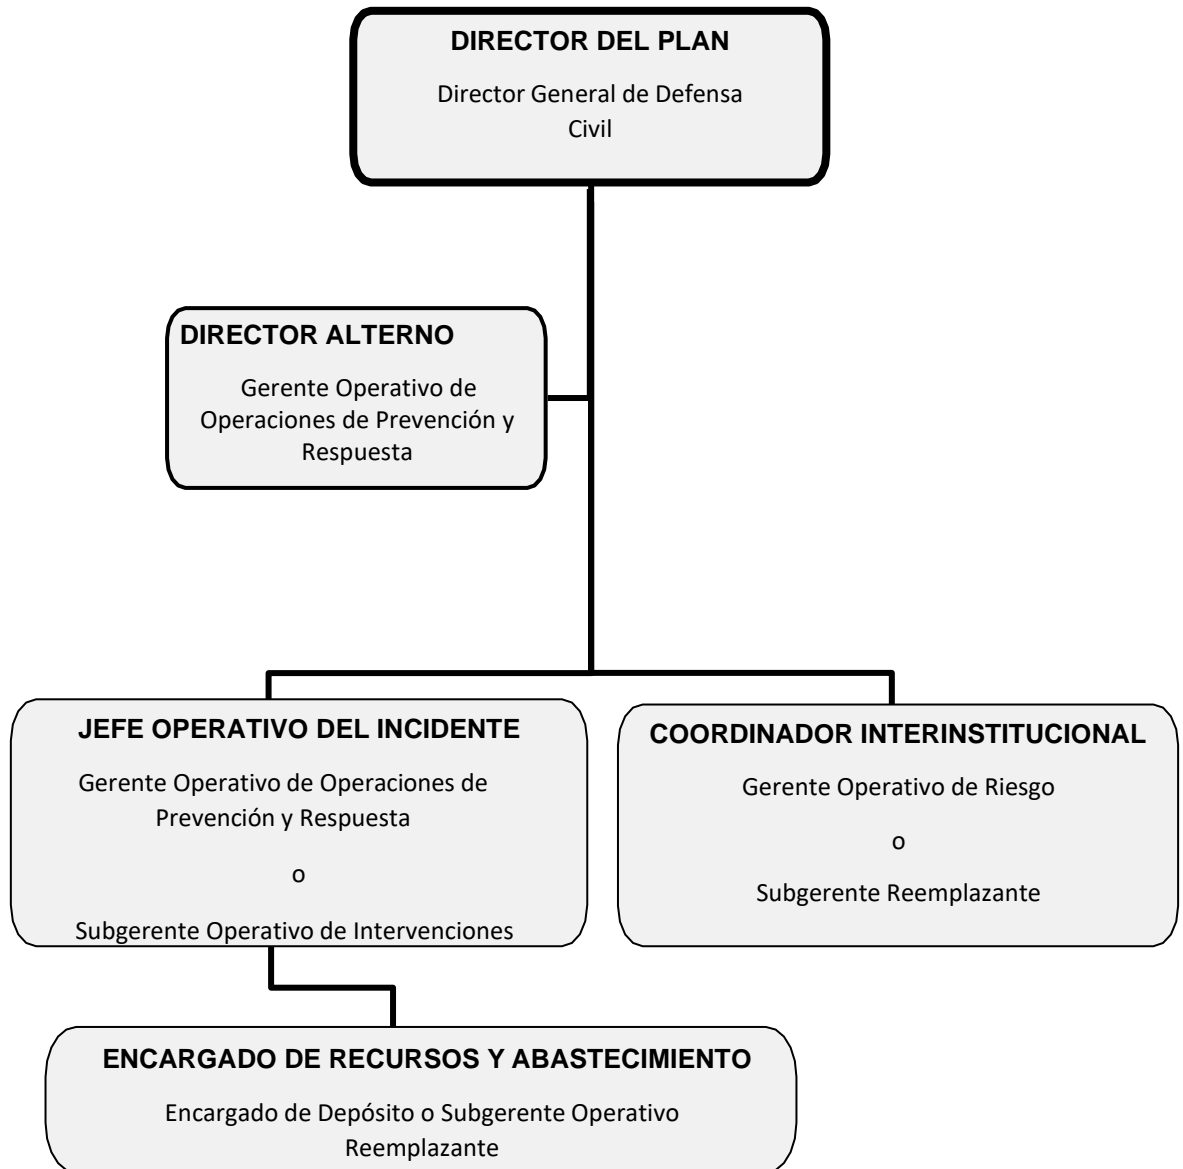 DIRECTOR DEL PLAN
Director General de Defensa
Civil
DIRECTOR ALTERNO
Gerente Operativo de
Operaciones de Prevención y
Respuesta
JEFE OPERATIVO DEL INCIDENTE
Gerente Operativo de Operaciones de
Prevención y Respuesta
o
Subgerente Operativo de Intervenciones
COORDINADOR INTERINSTITUCIONAL
Gerente Operativo de Riesgo
o
Subgerente Reemplazante
ENCARGADO DE RECURSOS Y ABASTECIMIENTO
Encargado de Depósito o Subgerente Operativo
Reemplazante